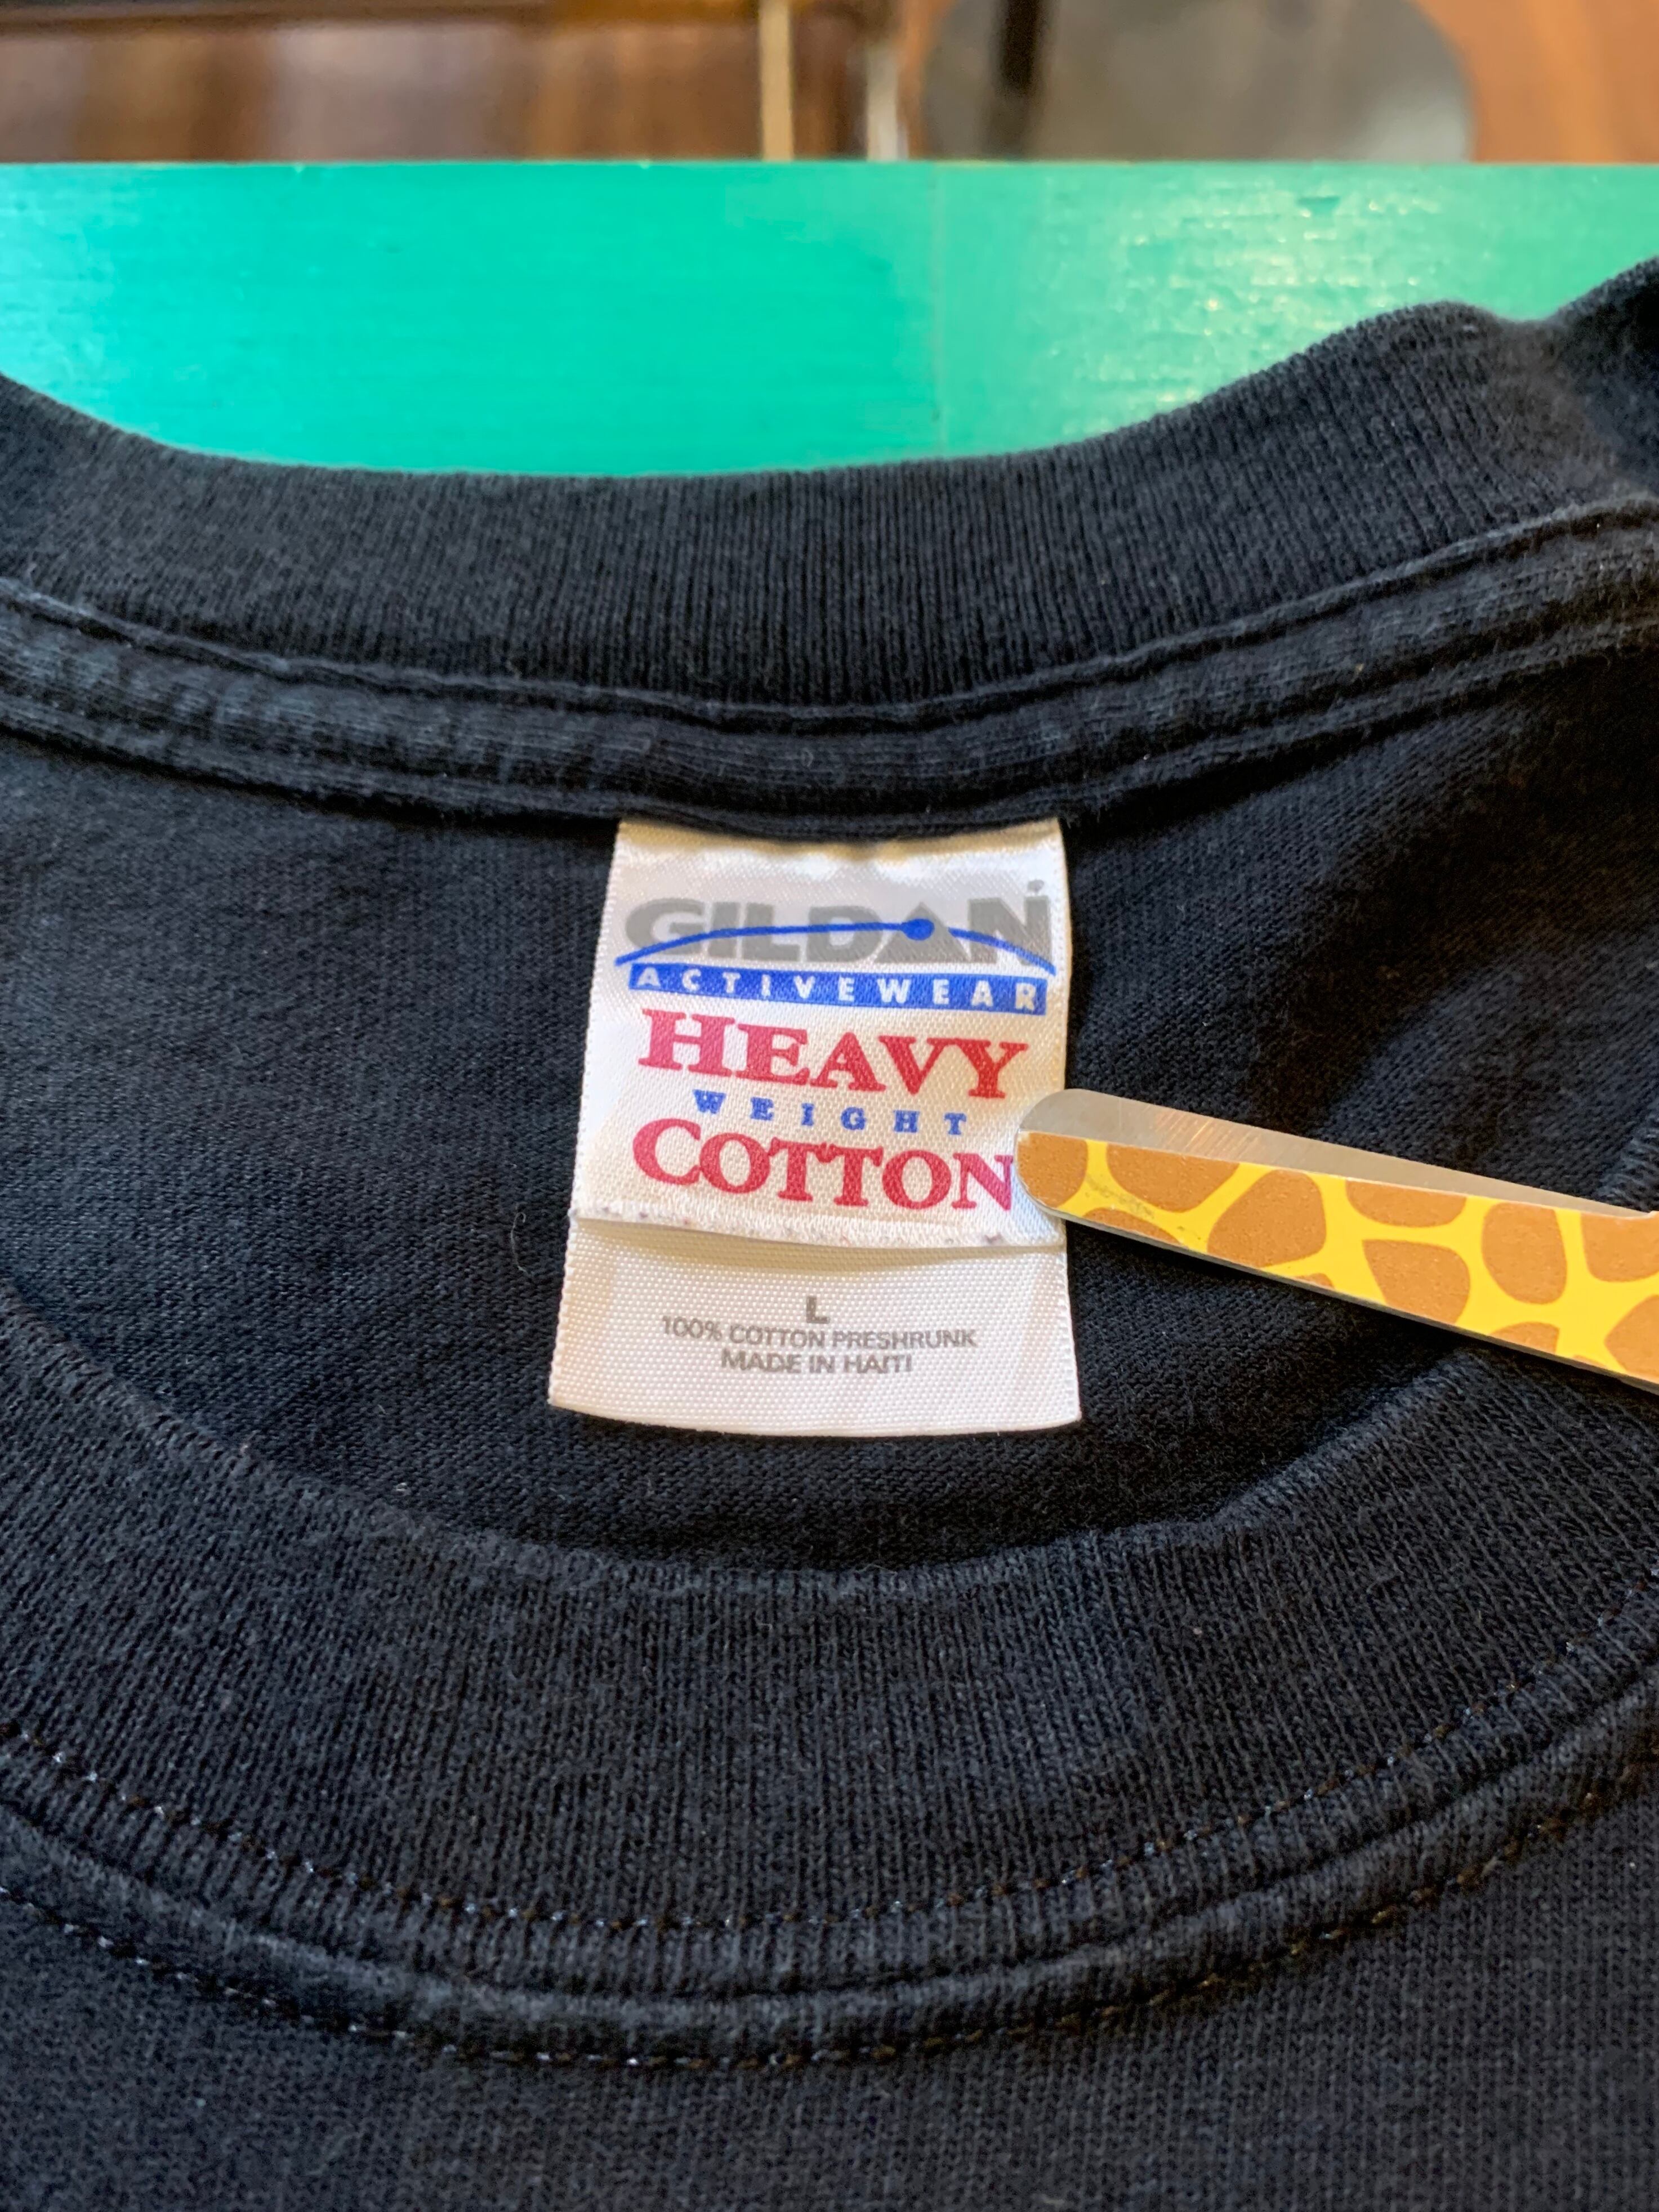 GILDAN
ACTIVEWEAR
HEAVY
WEIGHT
COTTON
L
100% COTTON PRESHRUNK
MADE IN HAITI